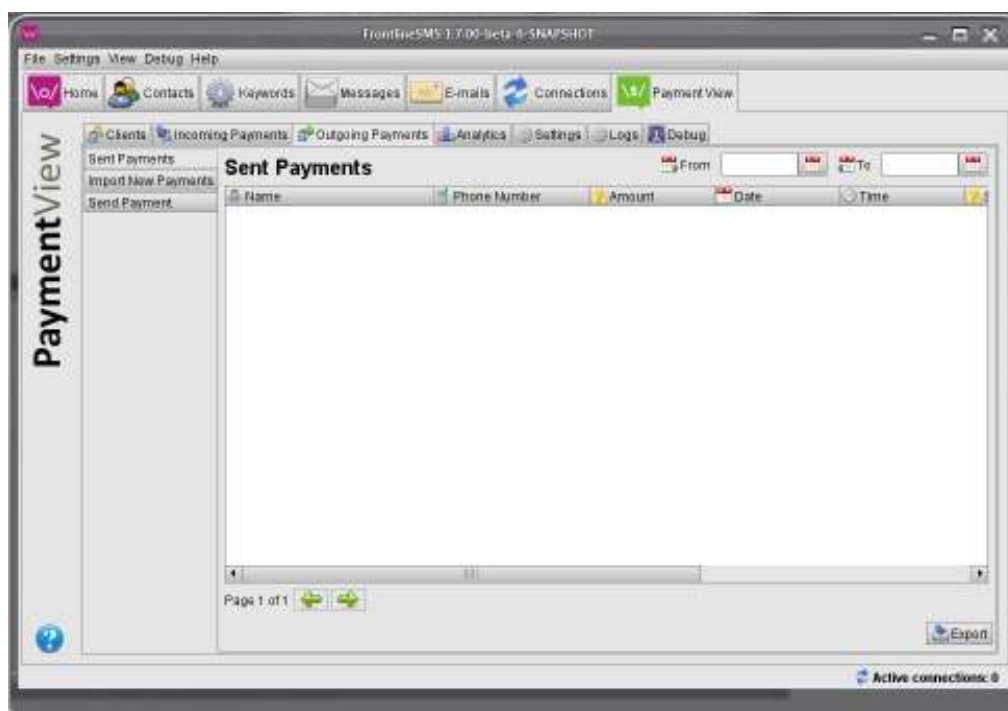 FrontlineSMS 1.7.00-beta-6-SNAPSHOT
File Settings View Debug Help
\o/ Home Contacts Keywords Messages E-mails Connections \$/ Payment View
PaymentView
Clients Incoming Payments Outgoing Payments Analytics Settings Logs Debug
Sent Payments
Import New Payments
Send Payment
Sent Payments From To
Name Phone Number Amount Date Time
Page 1 of 1
Export
Active connections: 0